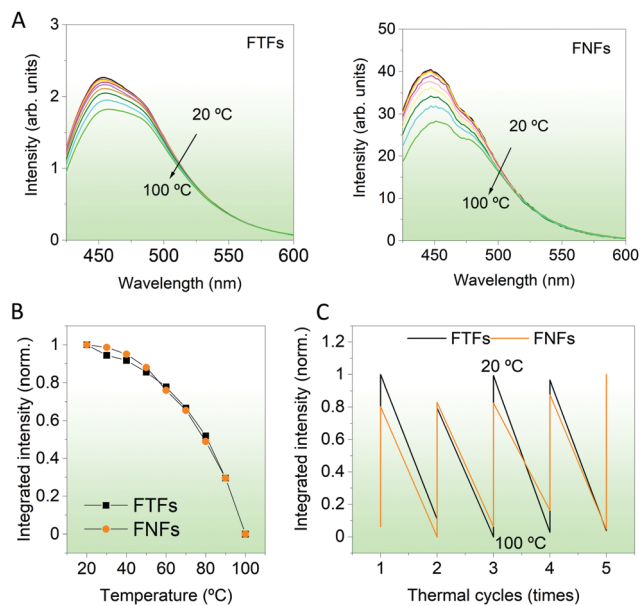 A
FTFs
FNFs
3
2
1
0
Intensity (arb. units)
20 ºC
100 ºC
450 500 550 600
Wavelength (nm)
50
40
30
20
10
0
Intensity (arb. units)
20 ºC
100 ºC
450 500 550 600
Wavelength (nm)
B
1
0.8
0.6
0.4
0.2
0
Integrated intensity (norm.)
FTFs
FNFs
20 40 60 80 100
Temperature (ºC)
C
1.2
1
0.8
0.6
0.4
0.2
0
Integrated intensity (norm.)
FTFs FNFs
20 ºC
100 ºC
1 2 3 4 5
Thermal cycles (times)